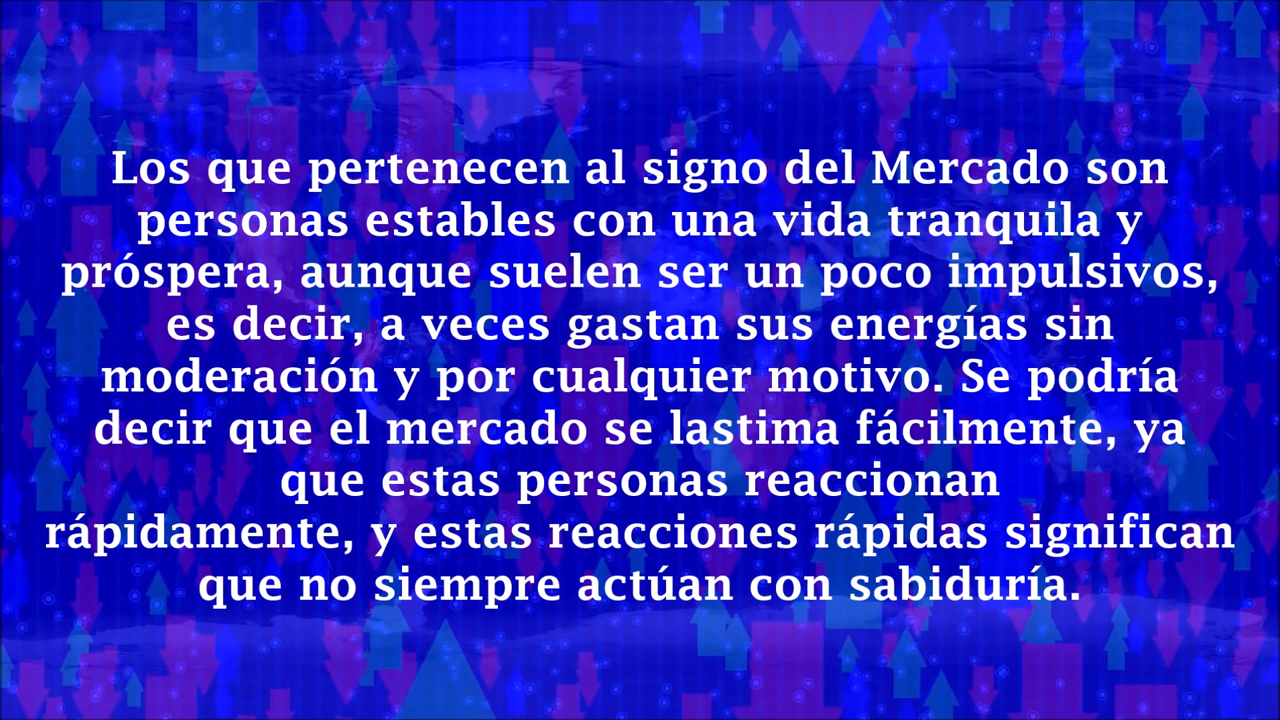 Los que pertenecen al signo del Mercado son
personas estables con una vida tranquila y
próspera, aunque suelen ser un poco impulsivos,
es decir, a veces gastan sus energías sin
moderación y por cualquier motivo. Se podría
decir que el mercado se lastima fácilmente, ya
que estas personas reaccionan
rápidamente, y estas reacciones rápidas significan
que no siempre actúan con sabiduría.